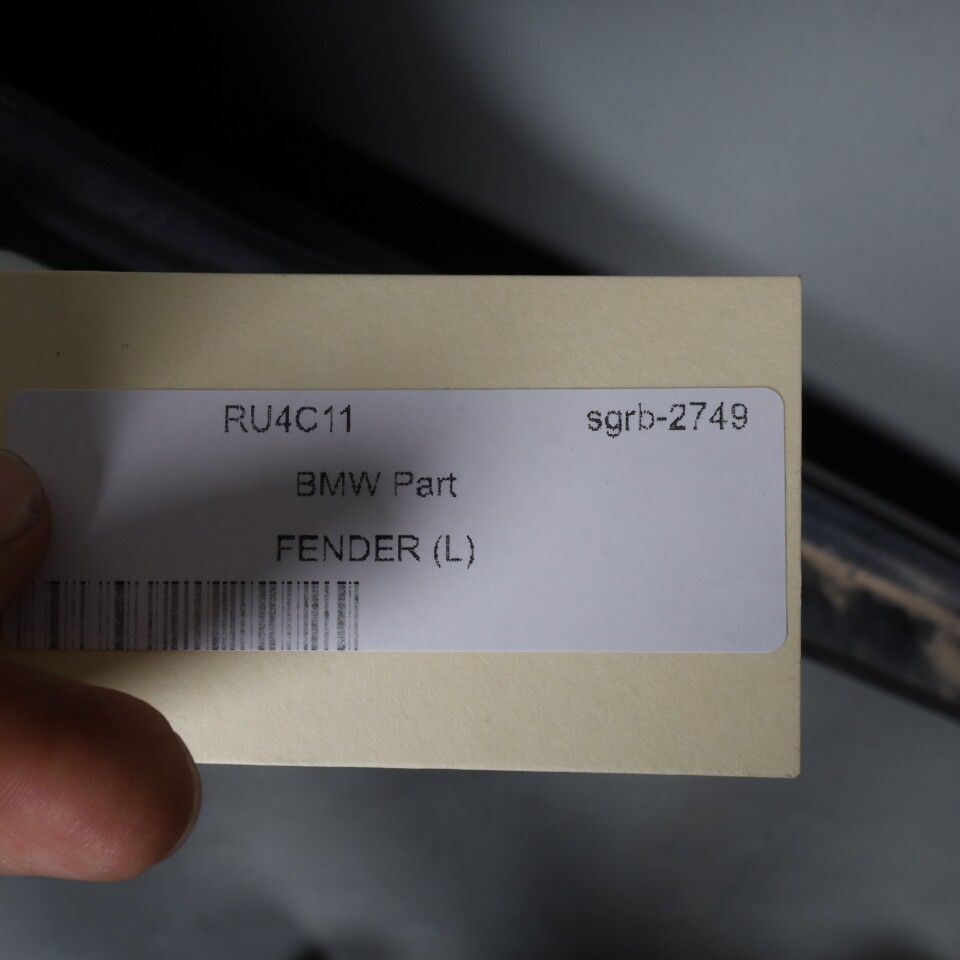 RU4C11 sgrb-2749
BMW Part
FENDER (L)